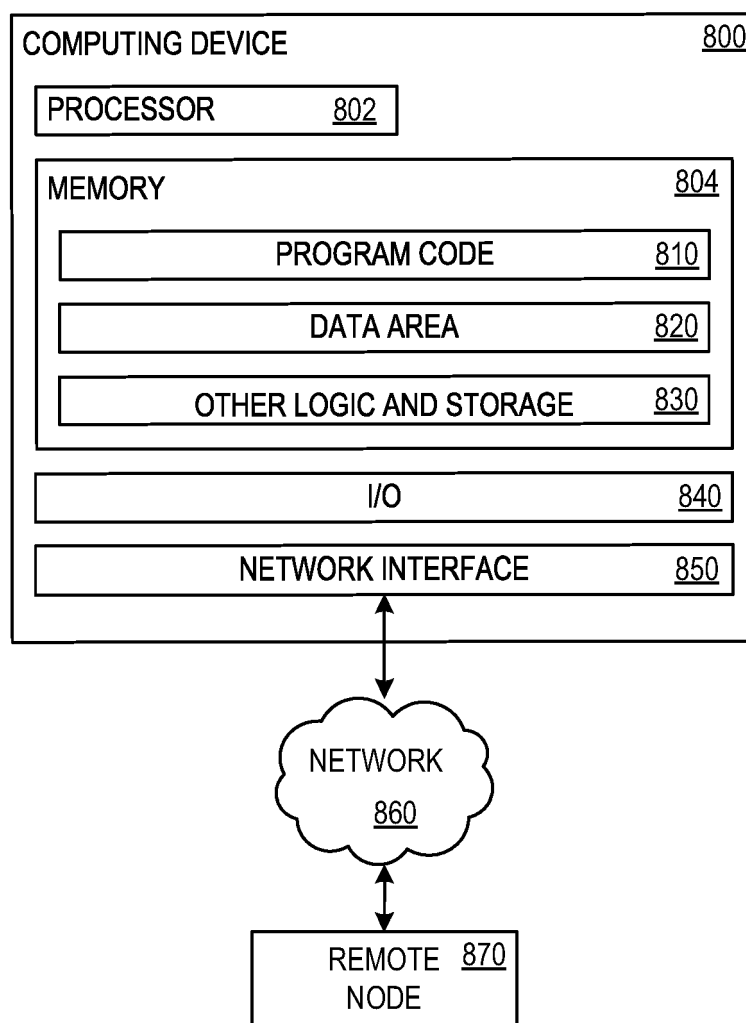 COMPUTING DEVICE 800
PROCESSOR 802
MEMORY 804
PROGRAM CODE 810
DATA AREA 820
OTHER LOGIC AND STORAGE 830
I/O 840
NETWORK INTERFACE 850
NETWORK
860
REMOTE 870
NODE